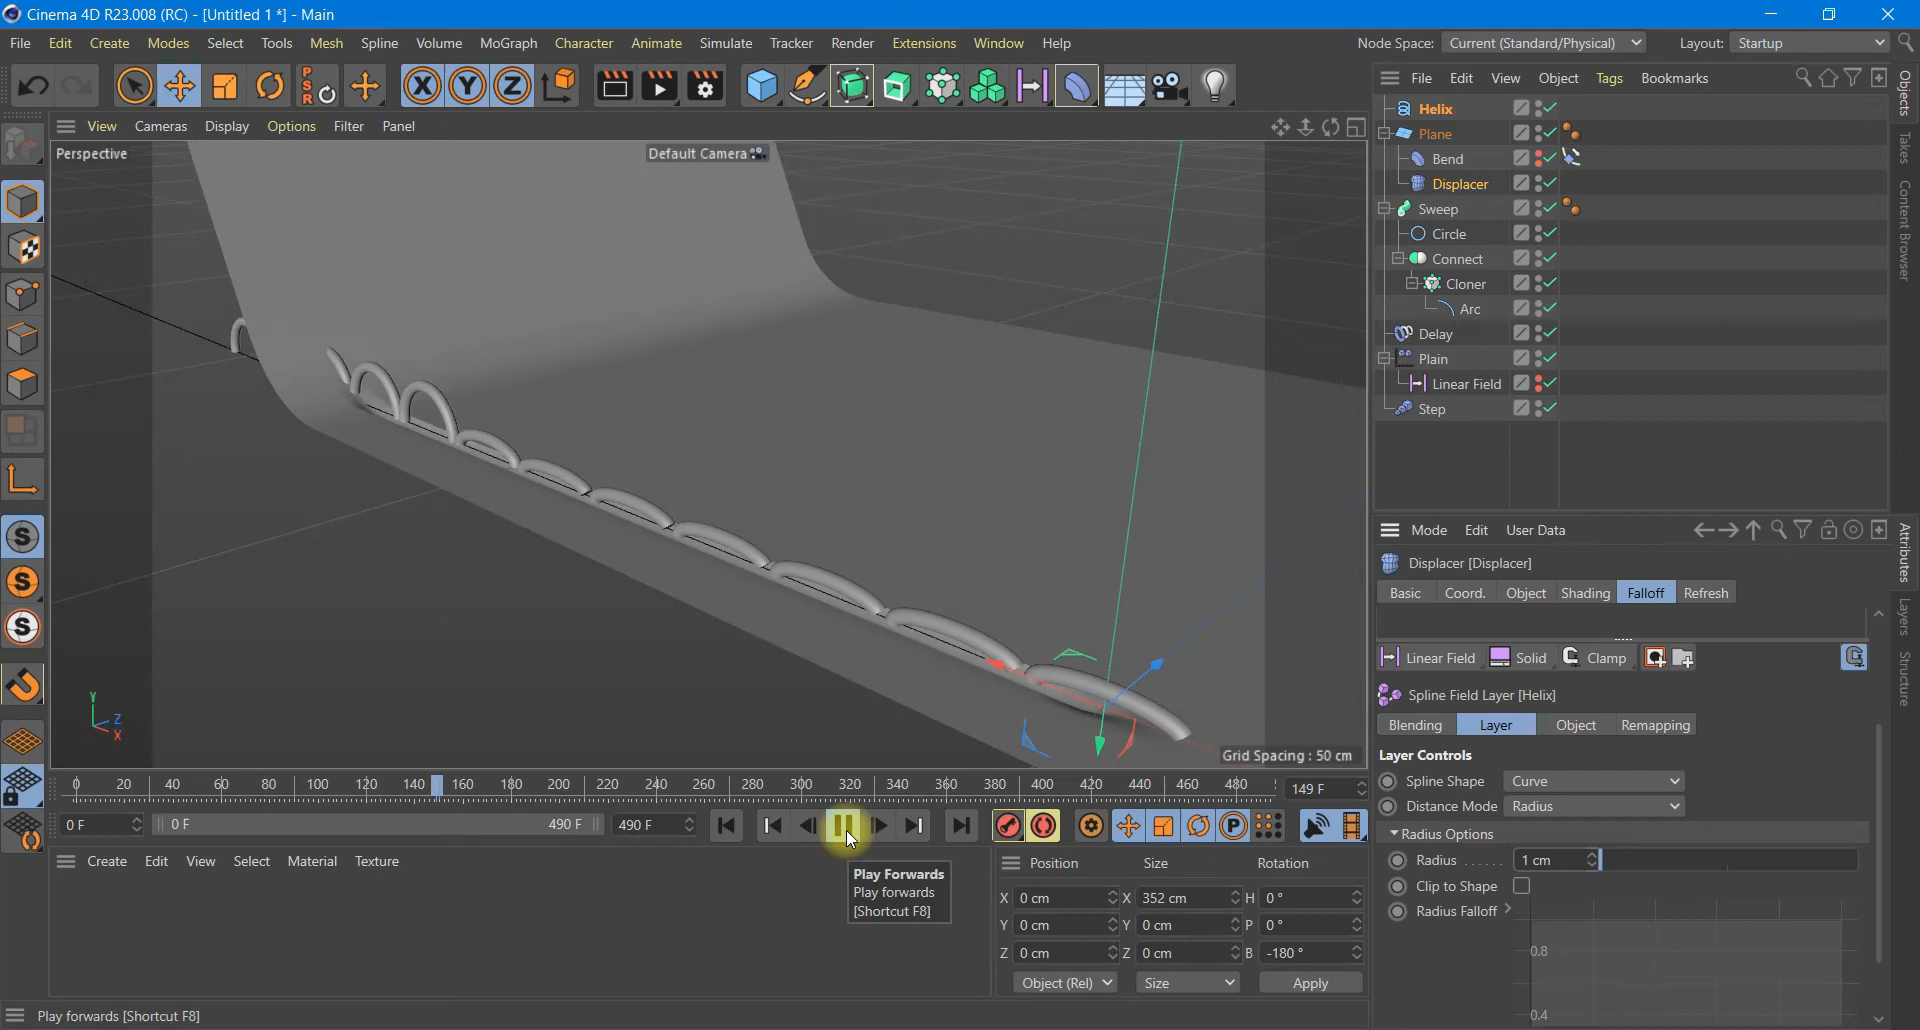 Cinema 4D R23.008 (RC) - [Untitled 1 *] - Main
File Edit Create Modes Select Tools Mesh Spline Volume MoGraph Character Animate Simulate Tracker Render Extensions Window Help
Node Space: Current (Standard/Physical) Layout: Startup
P S R X Y Z
File Edit View Object Tags Bookmarks
Helix
Plane
Bend
Displacer
Sweep
Circle
Connect
Cloner
Arc
Delay
Plain
Linear Field
Step
Objects
Takes
Content Browser
View Cameras Display Options Filter Panel
Perspective
Default Camera
Y
Z
X
Grid Spacing : 50 cm
S
S
S
Mode Edit User Data
Displacer [Displacer]
Basic Coord. Object Shading Falloff Refresh
Linear Field Solid Clamp
Spline Field Layer [Helix]
Blending Layer Object Remapping
Layer Controls
Spline Shape Curve
Distance Mode Radius
Radius Options
Radius . . . . . . 1 cm
Clip to Shape
Radius Falloff
0.8
0.4
Attributes
Layers
Structure
0 20 40 60 80 100 120 140 160 180 200 220 240 260 280 300 320 340 360 380 400 420 440 460 480 149 F
0 F 0 F 490 F 490 F
P
Create Edit View Select Material Texture
Play Forwards
Play forwards
[Shortcut F8]
Position Size Rotation
X 0 cm X 352 cm H 0 °
Y 0 cm Y 0 cm P 0 °
Z 0 cm Z 0 cm B -180 °
Object (Rel) Size Apply
Play forwards [Shortcut F8]